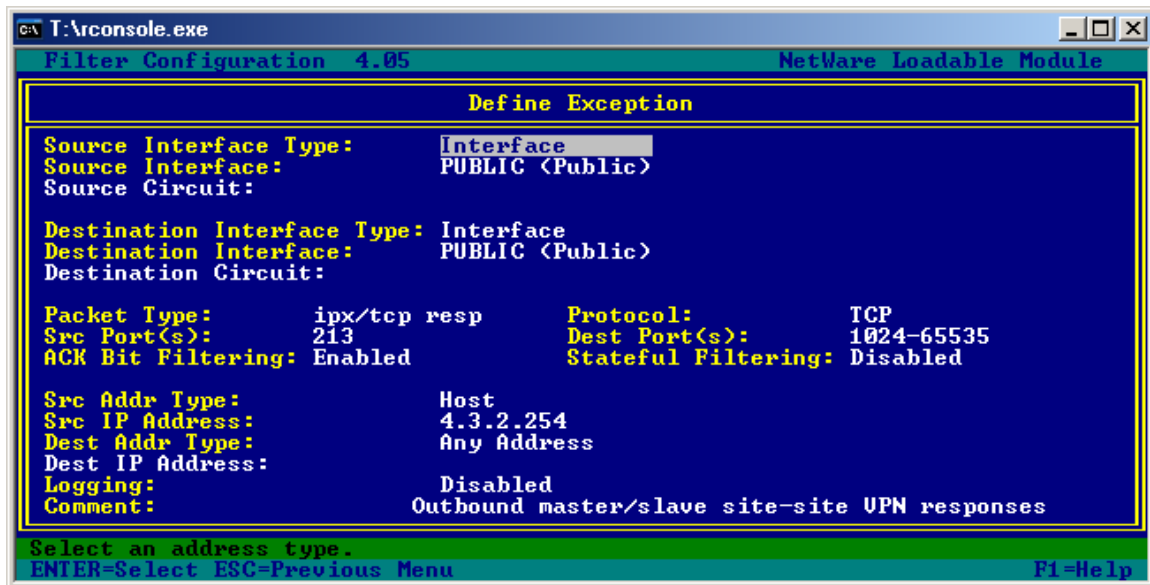 T:\rconsole.exe
Filter Configuration 4.05 NetWare Loadable Module
Define Exception
Source Interface Type: Interface
Source Interface: PUBLIC (Public)
Source Circuit:
Destination Interface Type: Interface
Destination Interface: PUBLIC (Public)
Destination Circuit:
Packet Type: ipx/tcp resp Protocol: TCP
Src Port(s): 213 Dest Port(s): 1024-65535
ACK Bit Filtering: Enabled Stateful Filtering: Disabled
Src Addr Type: Host
Src IP Address: 4.3.2.254
Dest Addr Type: Any Address
Dest IP Address:
Logging: Disabled
Comment: Outbound master/slave site-site VPN responses
Select an address type.
ENTER=Select ESC=Previous Menu F1=Help